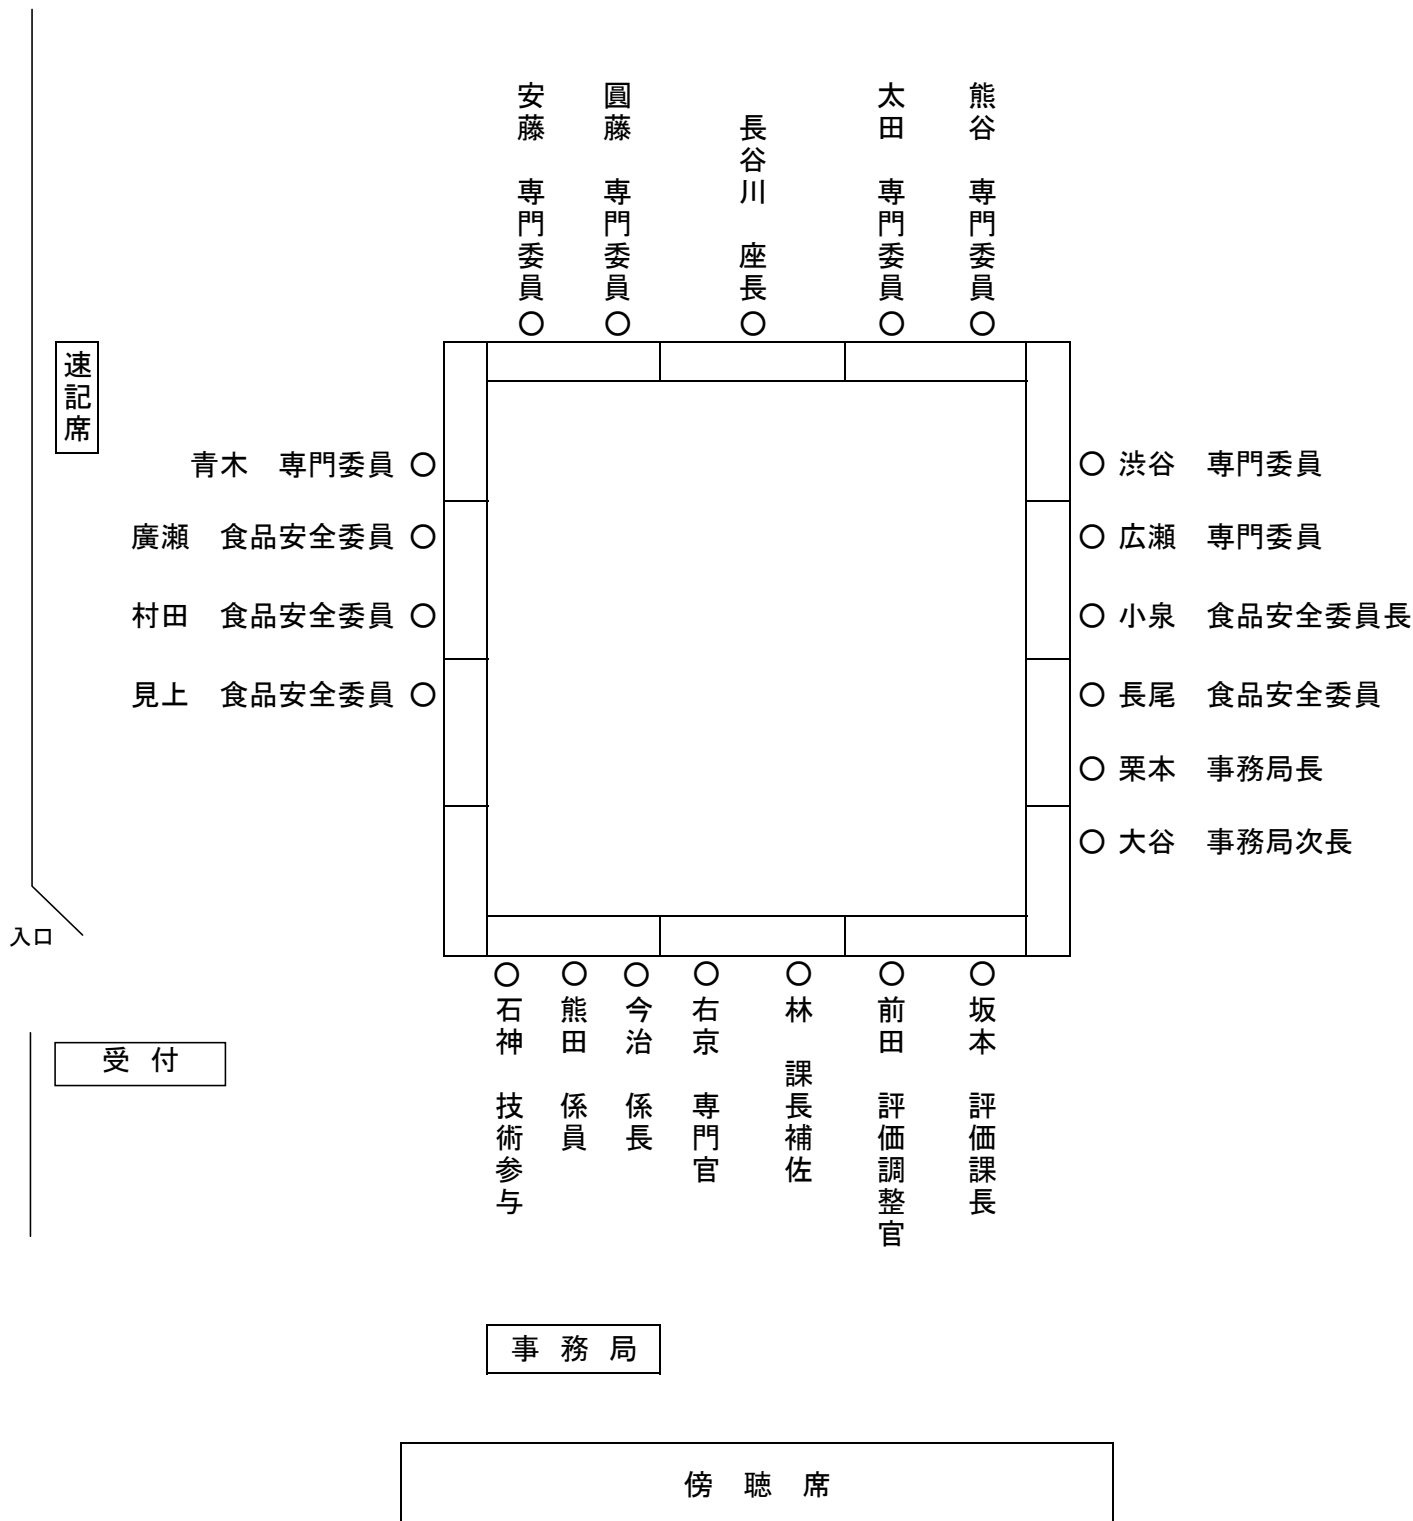 安藤　専門委員
圓藤　専門委員
長谷川　座長
太田　専門委員
熊谷　専門委員
速記席
青木　専門委員
廣瀬　食品安全委員
村田　食品安全委員
見上　食品安全委員
渋谷　専門委員
広瀬　専門委員
小泉　食品安全委員長
長尾　食品安全委員
栗本　事務局長
大谷　事務局次長
入口
受付
石神　技術参与
熊田　係員
今治　係長
右京　専門官
林　課長補佐
前田　評価調整官
坂本　評価課長
事務局
傍聴席